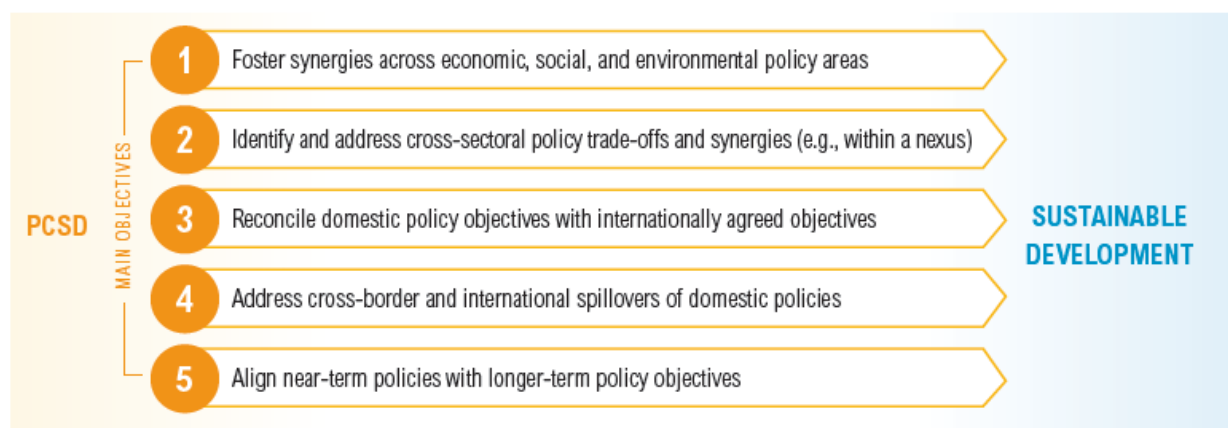 PCSD
MAIN OBJECTIVES
1 Foster synergies across economic, social, and environmental policy areas
2 Identify and address cross-sectoral policy trade-offs and synergies (e.g., within a nexus)
3 Reconcile domestic policy objectives with internationally agreed objectives
4 Address cross-border and international spillovers of domestic policies
5 Align near-term policies with longer-term policy objectives
SUSTAINABLE
DEVELOPMENT